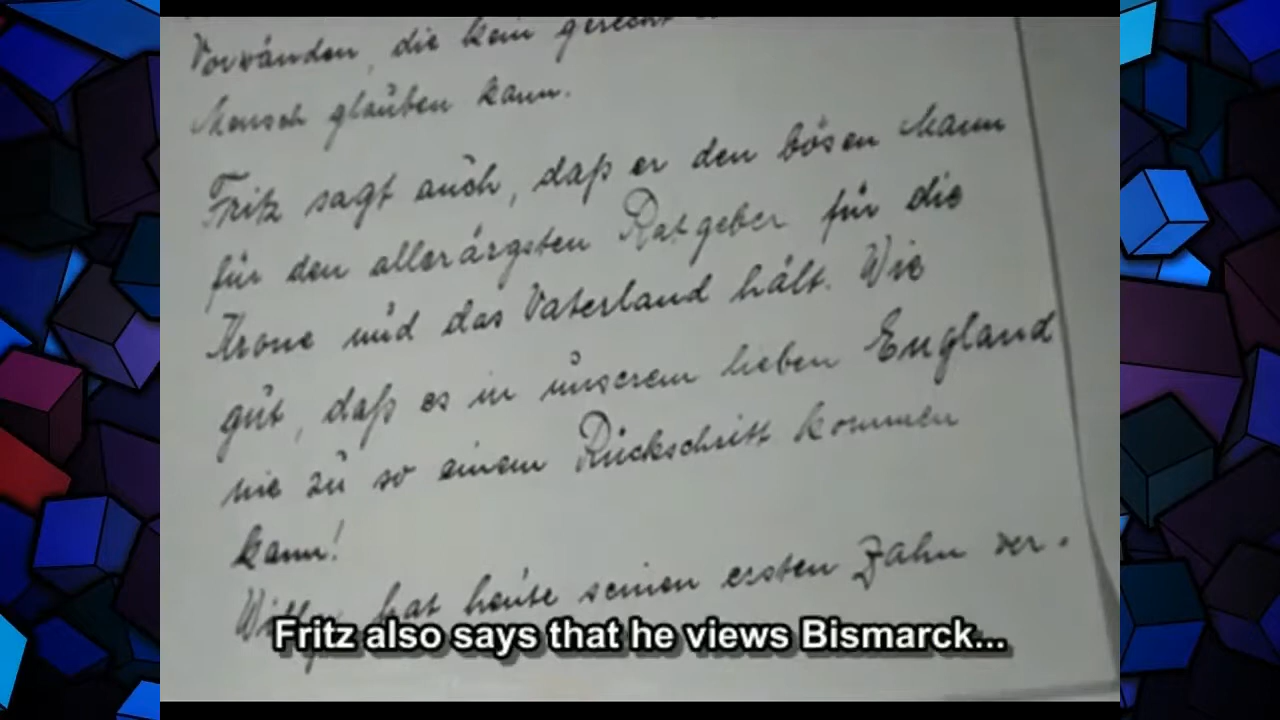 Vorwänden, die kein gerecht
Mensch glauben kann.
Fritz sagt auch, daß er den bösen Mann
für den allerärgsten Ratgeber für die
Krone und das Vaterland hält. Wie
gut, daß es in unserem lieben England
nie zu so einem Rückschritt kommen
kann!
Willy hat heute seinen ersten Zahn ver-
Fritz also says that he views Bismarck...